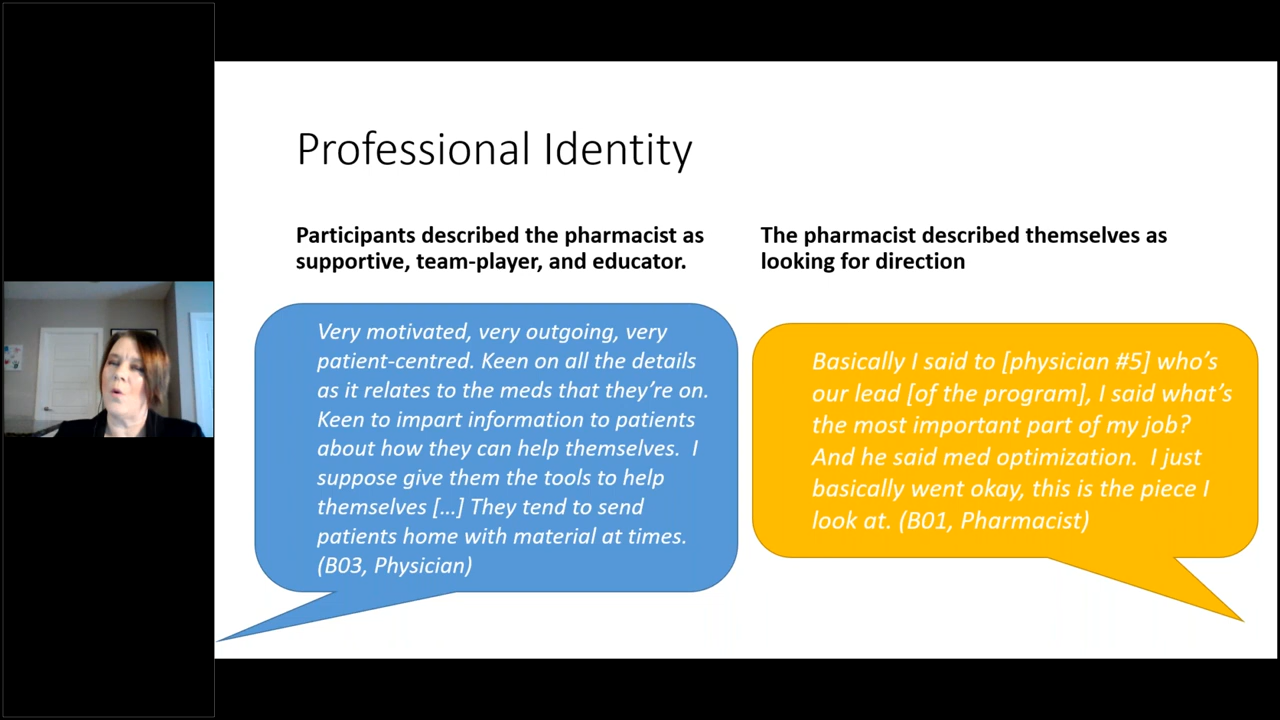 Professional Identity
Participants described the pharmacist as
supportive, team-player, and educator.
Very motivated, very outgoing, very
patient-centred. Keen on all the details
as it relates to the meds that they’re on.
Keen to impart information to patients
about how they can help themselves.  I
suppose give them the tools to help
themselves […] They tend to send
patients home with material at times.
(B03, Physician)
The pharmacist described themselves as
looking for direction
Basically I said to [physician #5] who’s
our lead [of the program], I said what’s
the most important part of my job?
And he said med optimization.  I just
basically went okay, this is the piece I
look at. (B01, Pharmacist)